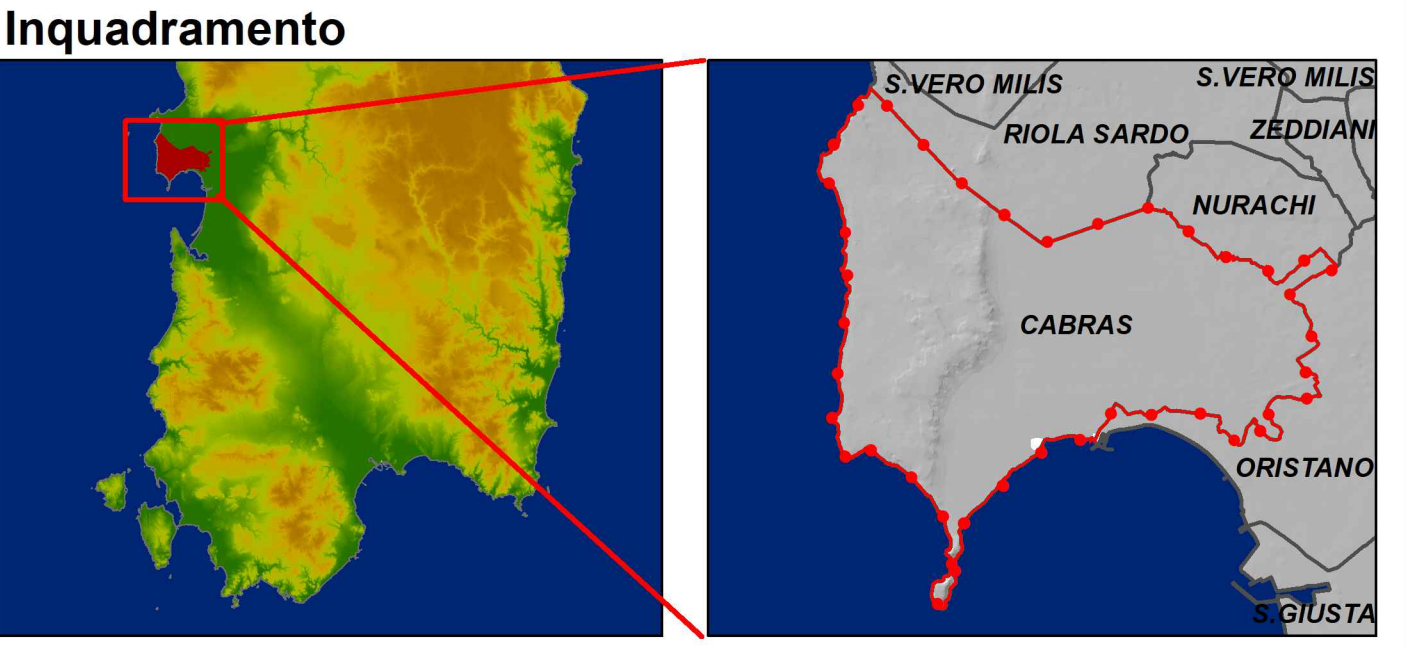 Inquadramento
S.VERO MILIS
S.VERO MILIS
RIOLA SARDO
ZEDDIANI
NURACHI
CABRAS
ORISTANO
S.GIUSTA